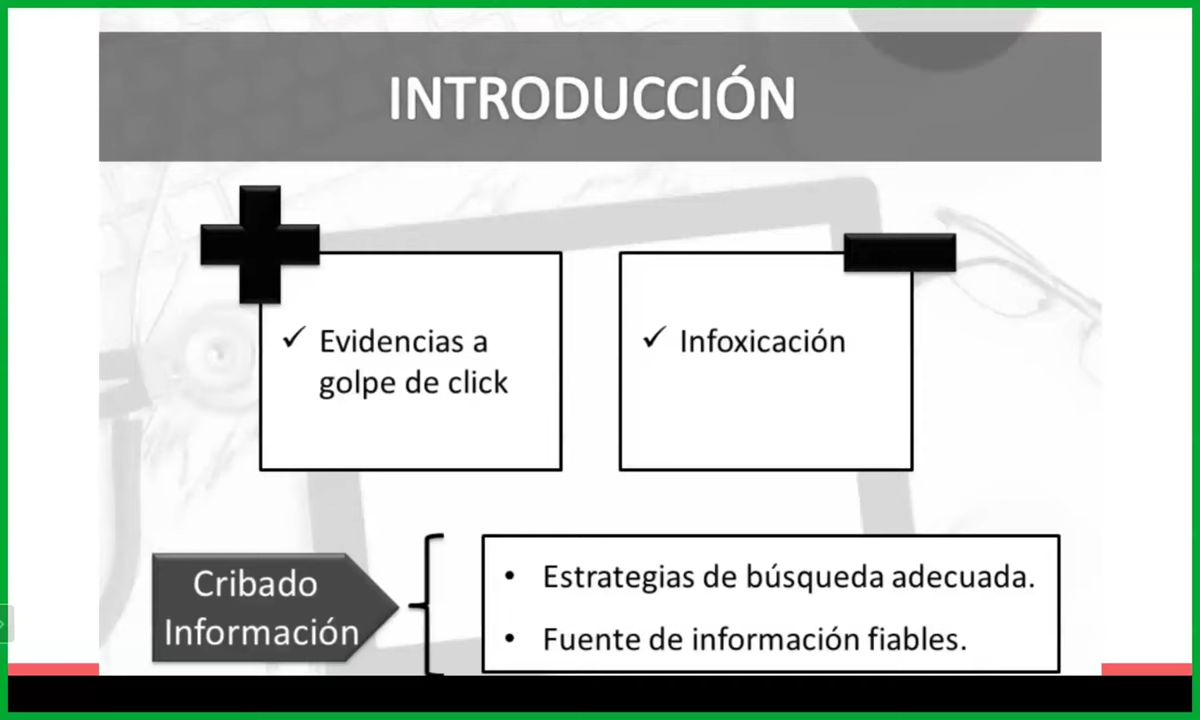 INTRODUCCIÓN
✓ Evidencias a
golpe de click
✓ Infoxicación
Cribado
Información
• Estrategias de búsqueda adecuada.
• Fuente de información fiables.